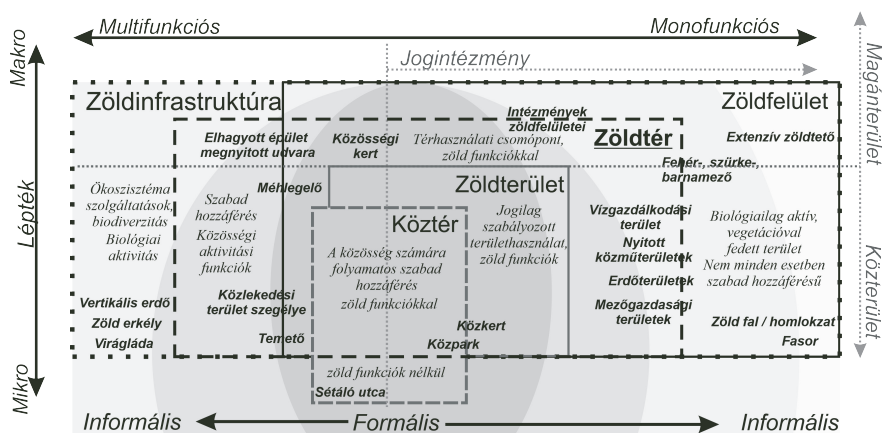 Multifunkciós
Monofunkciós
Makro
Lépték
Mikro
Magánterület
Közterület
Jogintézmény
Zöldinfrastruktúra
Zöldfelület
Elhagyott épület
megnyitott udvara
Közösségi
kert
Intézmények
zöldfelületei
Térhasználati csomópont,
zöld funkciókkal
Zöldtér
Extenzív zöldtető
Fehér-, szürke-,
barnamező
Ökoszisztéma
szolgáltatások,
biodiverzitás
Biológiai
aktivitás
Szabad
hozzáférés
Közösségi
aktivitási
funkciók
Méhlegelő
Zöldterület
Köztér
A közösség számára
folyamatos szabad
hozzáférés
zöld funkciókkal
Jogilag
szabályozott
területhasználat,
zöld funkciók
Vízgazdálkodási
terület
Nyitott
közműterületek
Erdőterületek
Mezőgazdasági
területek
Biológiailag aktív,
vegetációval
fedett terület
Nem minden esetben
szabad hozzáférésű
Vertikális erdő
Zöld erkély
Virágláda
Közlekedési
terület szegélye
Temető
Közkert
Közpark
Zöld fal / homlokzat
Fasor
zöld funkciók nélkül
Sétáló utca
Informális
Formális
Informális